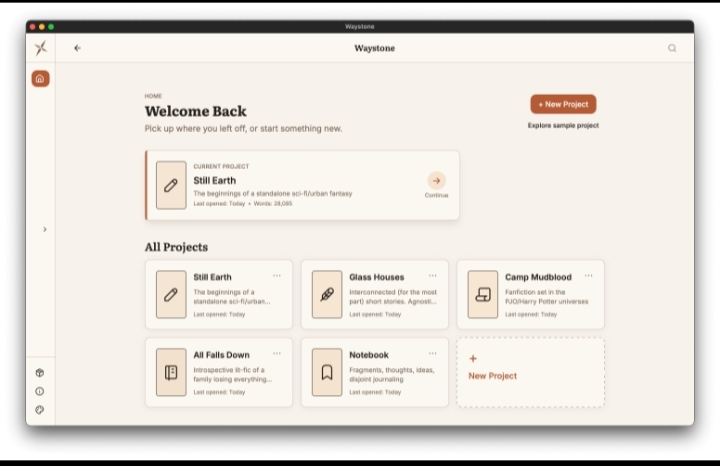 Waystone
Waystone
HOME
Welcome Back
Pick up where you left off, or start something new.
+ New Project
Explore sample project
CURRENT PROJECT
Still Earth
The beginnings of a standalone sci-fi/urban fantasy
Last opened: Today • Words: 28,085
Continue
All Projects
Still Earth
The beginnings of a
standalone sci-fi/urban...
Last opened: Today
Glass Houses
Interconnected (for the most
part) short stories. Agnosti...
Last opened: Today
Camp Mudblood
Fanfiction set in the
PJO/Harry Potter universes
Last opened: Today
All Falls Down
Introspective lit-fic of a
family losing everything...
Last opened: Today
Notebook
Fragments, thoughts, ideas,
disjoint journaling
Last opened: Today
+
New Project